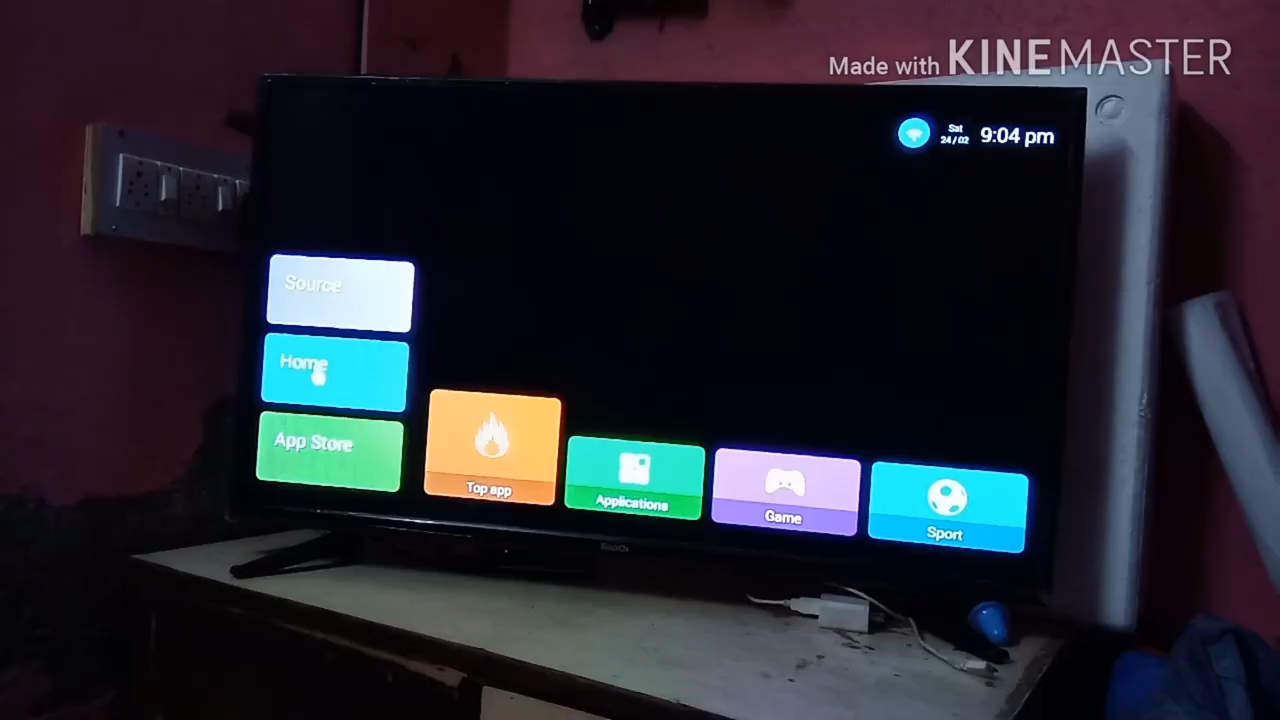 Made with KINEMASTER
Sat
24/02
9:04 pm
Source
Home
App Store
Top app
Applications
Game
Sport